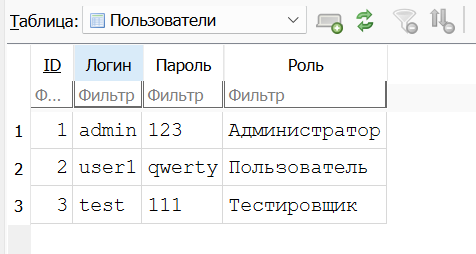 Таблица: Пользователи
ID Логин Пароль Роль
Ф... Фильтр Фильтр Фильтр
1 1 admin 123 Администратор
2 2 user1 qwerty Пользователь
3 3 test 111 Тестировщик